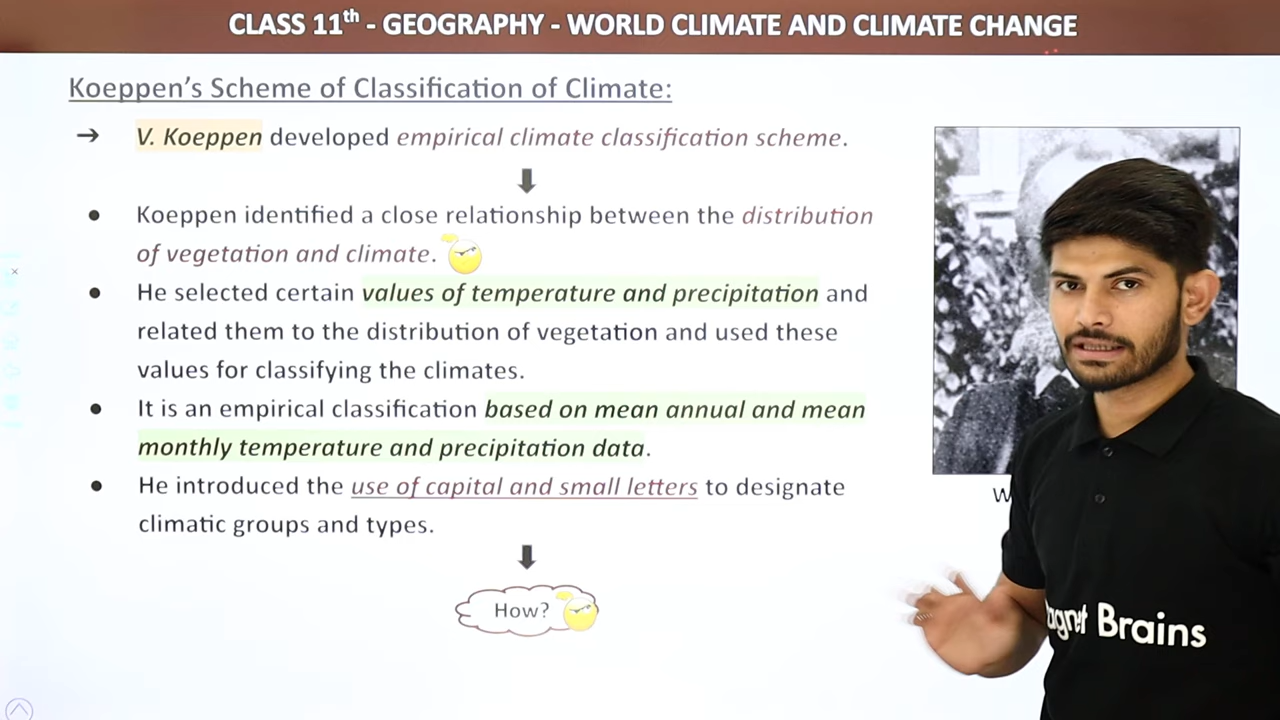 CLASS 11th - GEOGRAPHY - WORLD CLIMATE AND CLIMATE CHANGE
Koeppen's Scheme of Classification of Climate:
→ V. Koeppen developed empirical climate classification scheme.
● Koeppen identified a close relationship between the distribution
of vegetation and climate.
● He selected certain values of temperature and precipitation and
related them to the distribution of vegetation and used these
values for classifying the climates.
● It is an empirical classification based on mean annual and mean
monthly temperature and precipitation data.
● He introduced the use of capital and small letters to designate
climatic groups and types.
How?
Brains